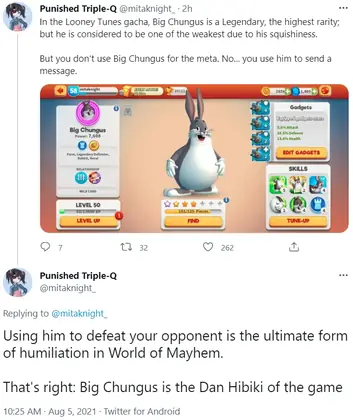 Punished Triple-Q @mitaknight_ · 2h
In the Looney Tunes gacha, Big Chungus is a Legendary, the highest rarity;
but he is considered to be one of the weakest due to his squishiness.
But you don't use Big Chungus for the meta. No... you use him to send a
message.
58 mitaknight
Big Chungus
Power: 7,658
Gadgets
EDIT GADGETS
SKILLS
LEVEL 50
LEVEL UP
FIND
TUNE-UP
7
32
262
Punished Triple-Q
@mitaknight_
Replying to @mitaknight_
Using him to defeat your opponent is the ultimate form
of humiliation in World of Mayhem.
That's right: Big Chungus is the Dan Hibiki of the game
10:25 AM · Aug 5, 2021 · Twitter for Android